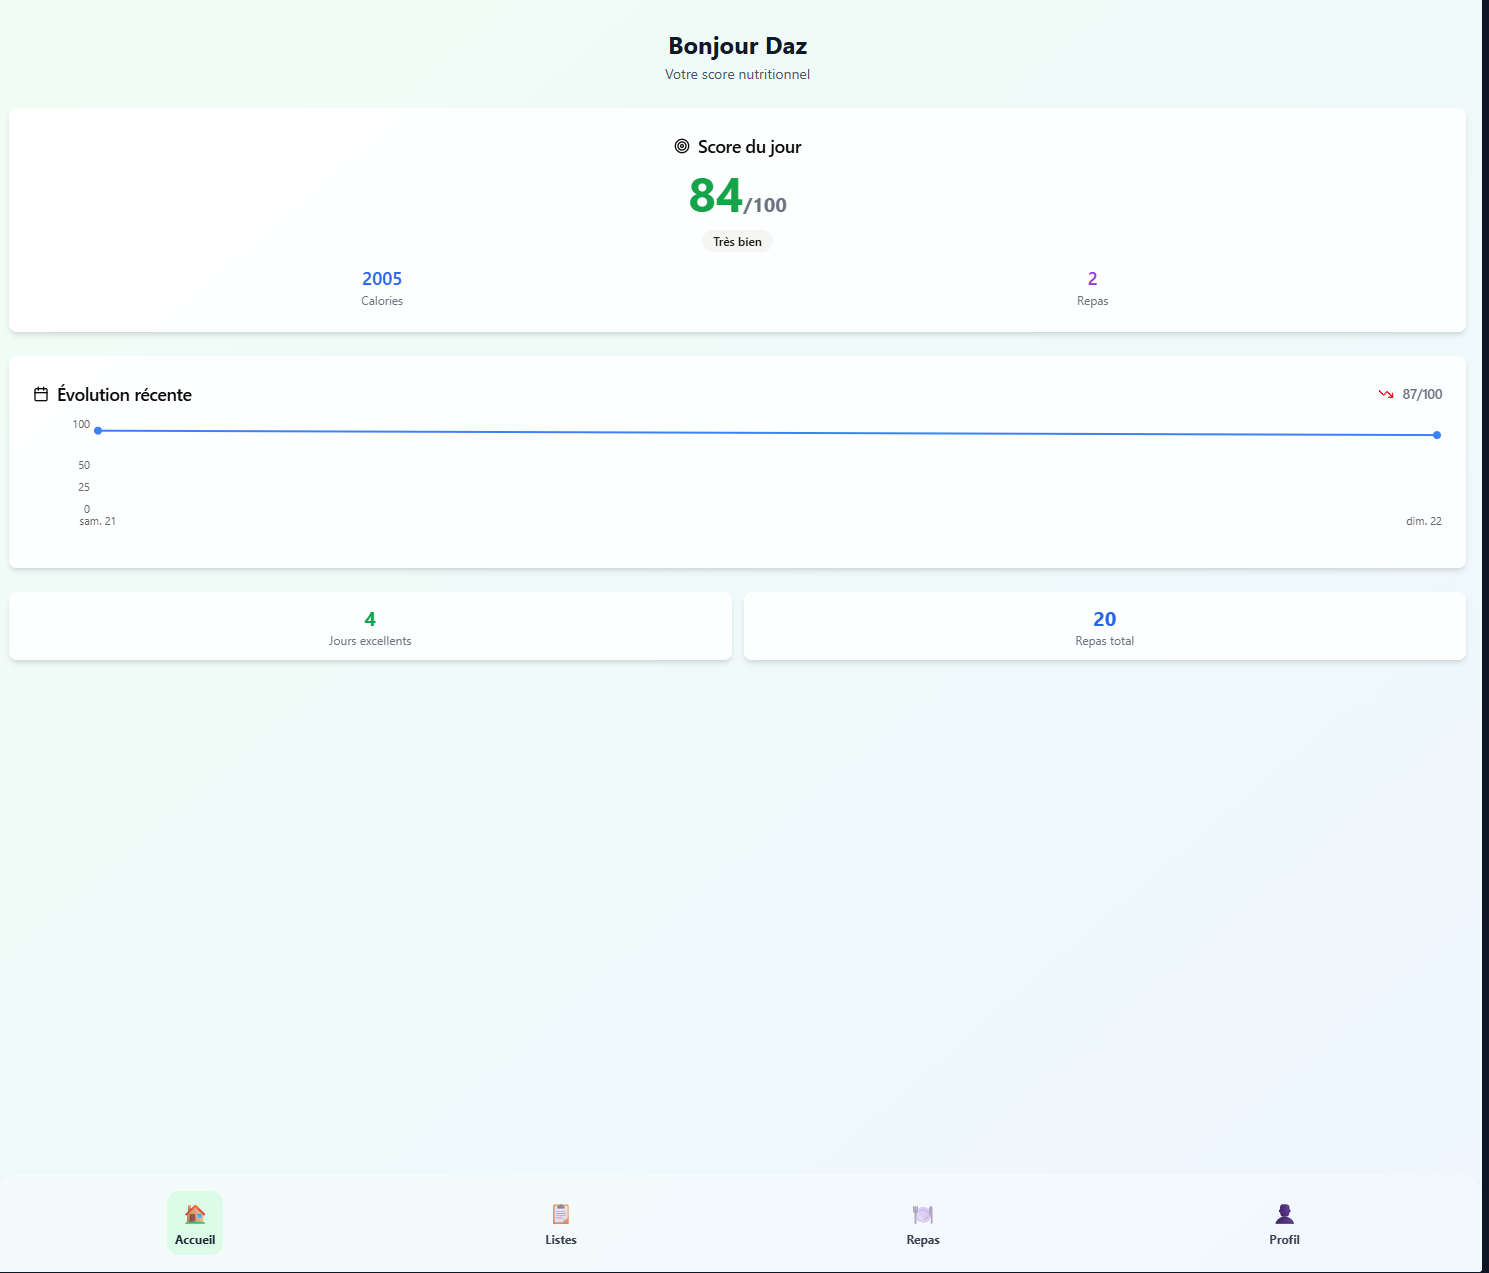 Bonjour Daz
Votre score nutritionnel
Score du jour
84/100
Très bien
2005
Calories
2
Repas
Évolution récente
87/100
100
50
25
0
sam. 21
dim. 22
4
Jours excellents
20
Repas total
Accueil
Listes
Repas
Profil